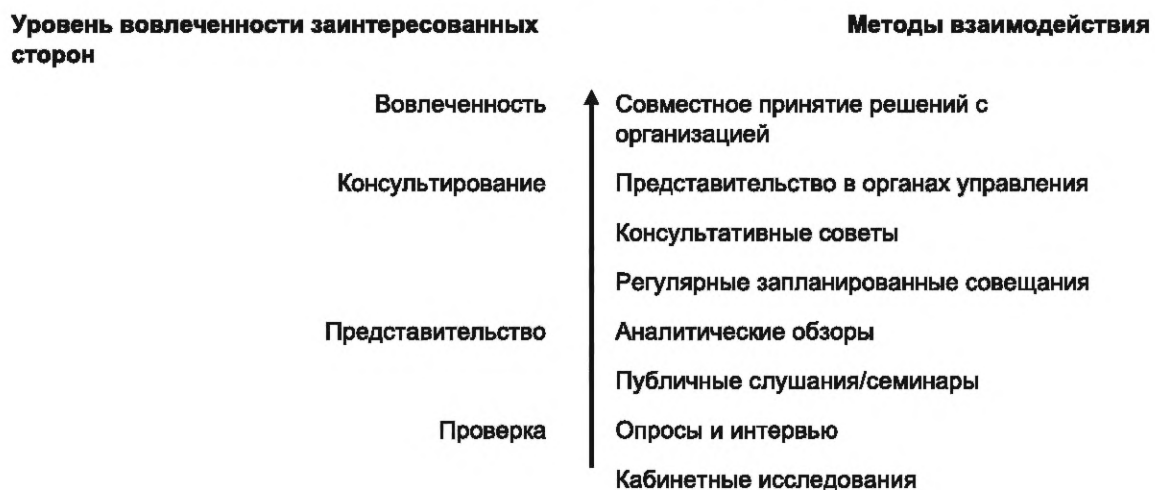 Уровень вовлеченности заинтересованных
сторон
Методы взаимодействия
Вовлеченность
Совместное принятие решений с
организацией
Консультирование
Представительство в органах управления
Консультативные советы
Регулярные запланированные совещания
Представительство
Аналитические обзоры
Публичные слушания/семинары
Проверка
Опросы и интервью
Кабинетные исследования